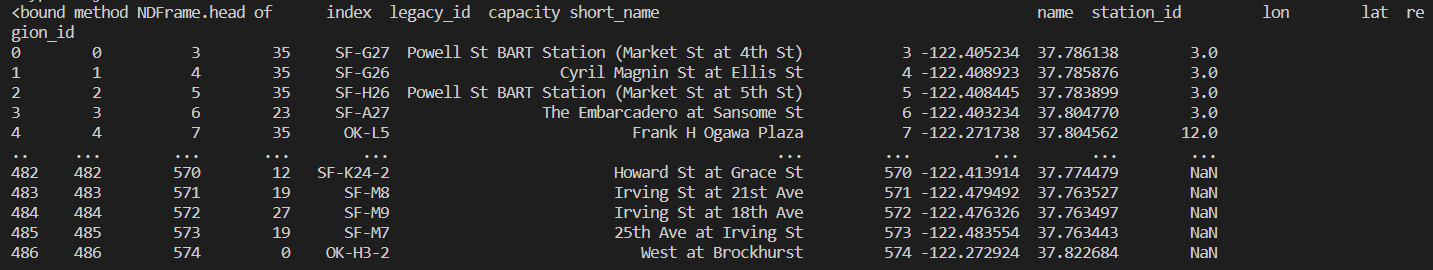 <bound method NDFrame.head of      index  legacy_id  capacity short_name                                          name  station_id         lon        lat  re
gion_id
0        0          3        35     SF-G27  Powell St BART Station (Market St at 4th St)           3 -122.405234  37.786138        3.0
1        1          4        35     SF-G26                      Cyril Magnin St at Ellis St           4 -122.408923  37.785876        3.0
2        2          5        35     SF-H26  Powell St BART Station (Market St at 5th St)           5 -122.408445  37.783899        3.0
3        3          6        23     SF-A27                    The Embarcadero at Sansome St           6 -122.403234  37.804770        3.0
4        4          7        35      OK-L5                             Frank H Ogawa Plaza           7 -122.271738  37.804562       12.0
..     ...        ...       ...        ...                                           ...         ...         ...        ...        ...
482    482        570        12   SF-K24-2                           Howard St at Grace St         570 -122.413914  37.774479        NaN
483    483        571        19      SF-M8                           Irving St at 21st Ave         571 -122.479492  37.763527        NaN
484    484        572        27      SF-M9                           Irving St at 18th Ave         572 -122.476326  37.763497        NaN
485    485        573        19      SF-M7                           25th Ave at Irving St         573 -122.483554  37.763443        NaN
486    486        574         0    OK-H3-2                              West at Brockhurst         574 -122.272924  37.822684        NaN